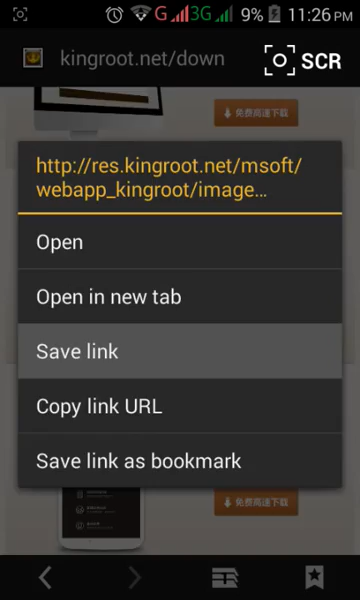 G 3G 9% 11:26 PM
kingroot.net/down
SCR
免费高速下载
http://res.kingroot.net/msoft/
webapp_kingroot/image…
Open
Open in new tab
Save link
Copy link URL
Save link as bookmark
免费高速下载